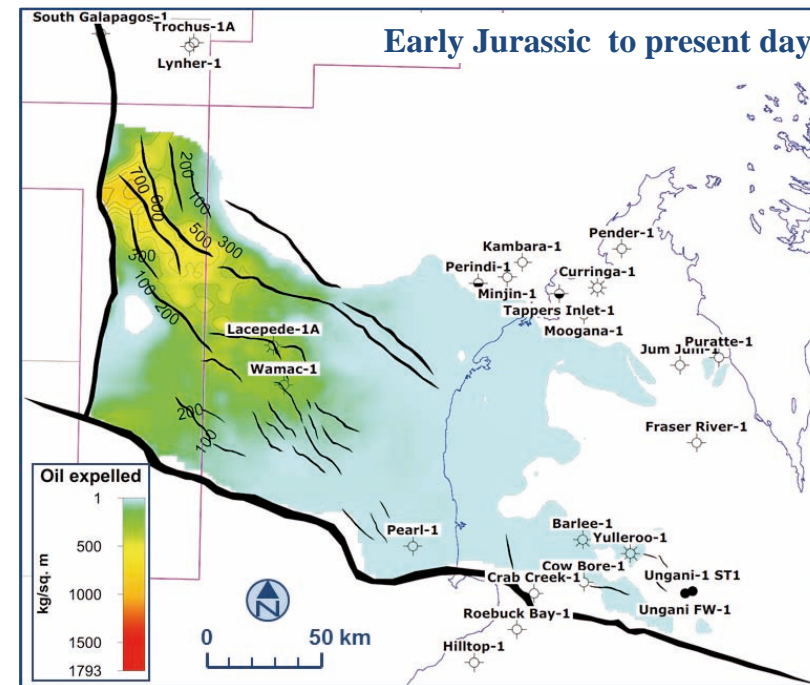 South Galapagos-1
Trochus-1A
Lynher-1
Early Jurassic to present day
200
700
600
100
500
300
300
100
200
Kambara-1
Pender-1
Perindi-1
Curringa-1
Minjin-1
Tappers Inlet-1
Moogana-1
Lacepede-1A
Puratte-1
Jum Jum-1
Wamac-1
200
100
Fraser River-1
Oil expelled
1
500
1000
1500
1793
kg/sq. m
Pearl-1
Barlee-1
Yulleroo-1
Cow Bore-1
Ungani-1 ST1
Crab Creek-1
Ungani FW-1
Roebuck Bay-1
Hilltop-1
N
0 50 km